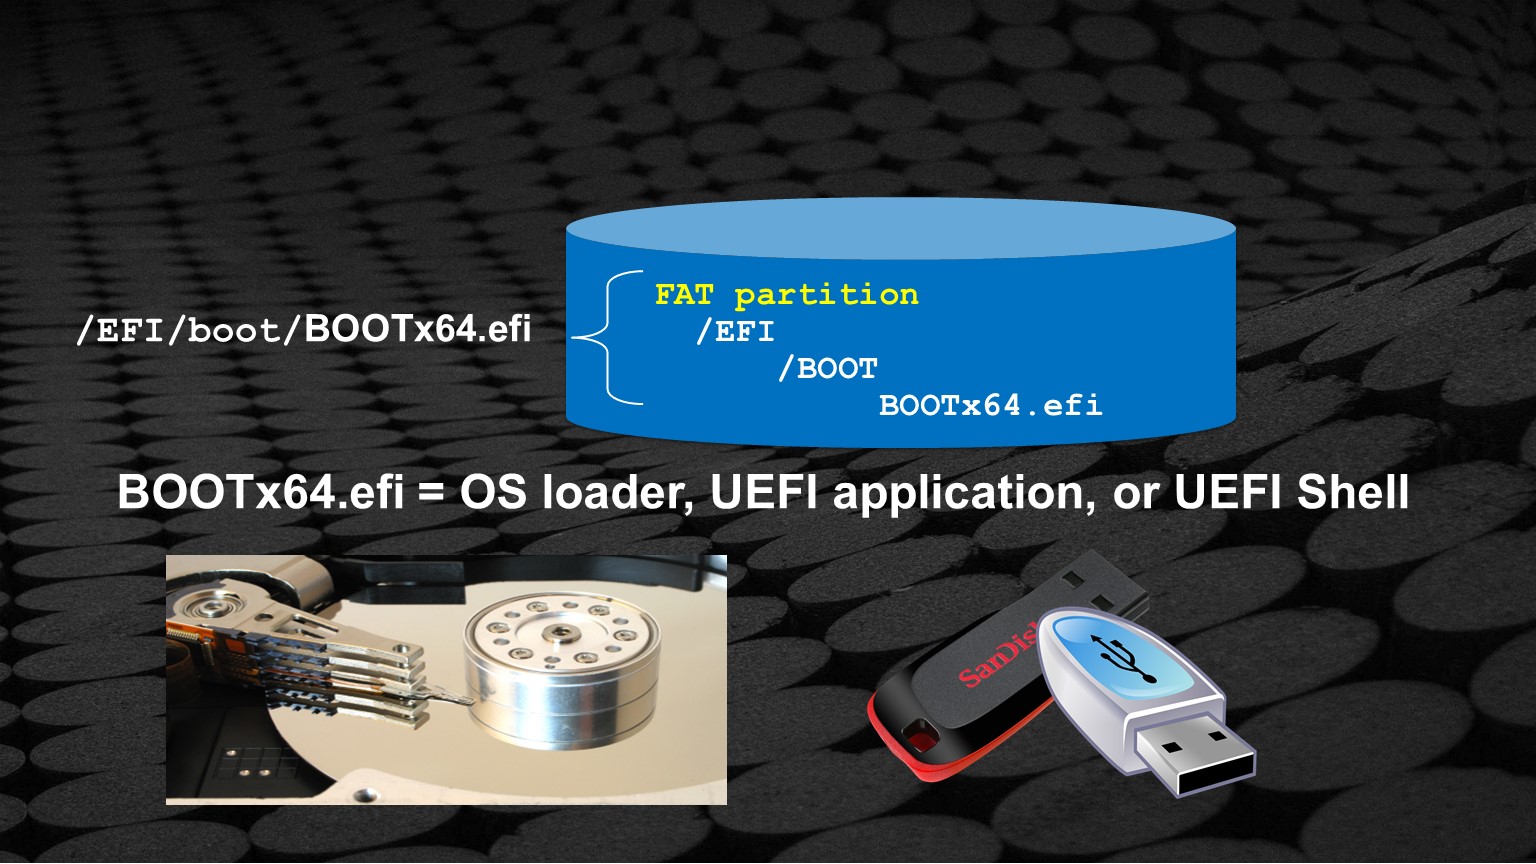 /EFI/boot/BOOTx64.efi
FAT partition
/EFI
/BOOT
BOOTx64.efi
BOOTx64.efi = OS loader, UEFI application, or UEFI Shell
SanDisk